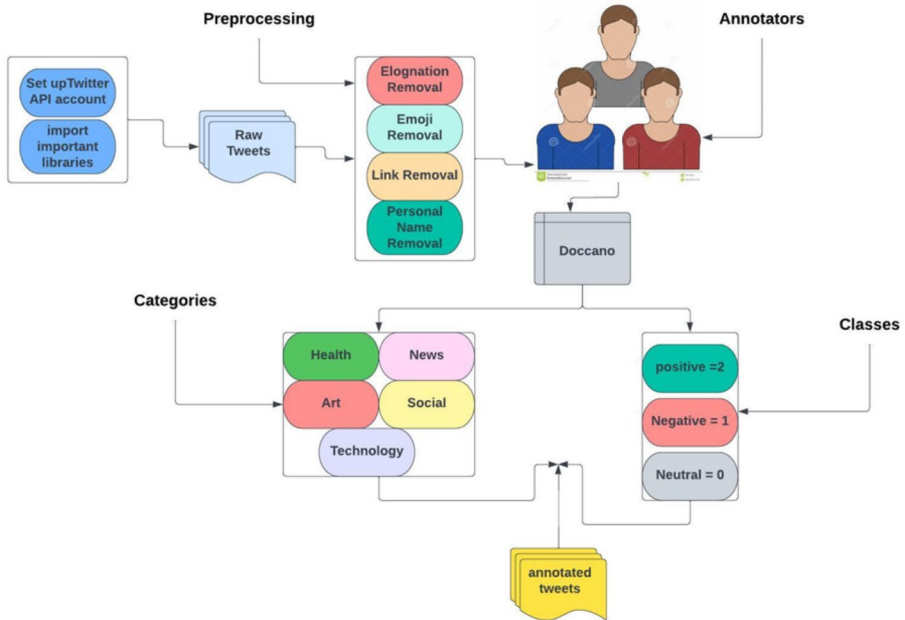 Preprocessing
Annotators
Set upTwitter
API account
import
important
libraries
Raw
Tweets
Elognation
Removal
Emoji
Removal
Link Removal
Personal
Name
Removal
Doccano
Categories
Classes
Health
News
Art
Social
Technology
positive =2
Negative = 1
Neutral = 0
annotated
tweets